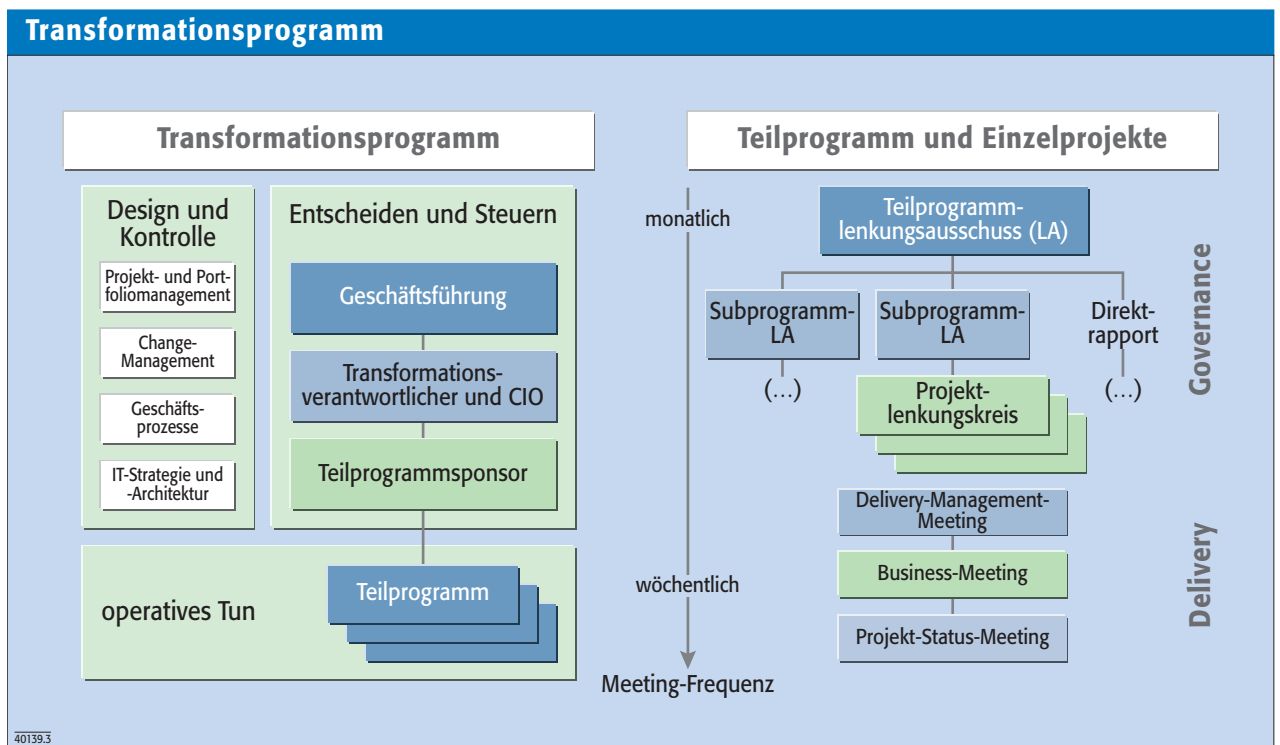 Transformationsprogramm
Transformationsprogramm
Design und
Kontrolle
Projekt- und Port-
foliomanagement
Change-
Management
Geschäfts-
prozesse
IT-Strategie und
-Architektur
Entscheiden und Steuern
Geschäftsführung
Transformations-
verantwortlicher und CIO
Teilprogrammsponsor
operatives Tun
Teilprogramm
Teilprogramm und Einzelprojekte
monatlich
wöchentlich
Meeting-Frequenz
Teilprogramm-
lenkungsausschuss (LA)
Subprogramm-
LA
(...)
Subprogramm-
LA
Direkt-
rapport
(...)
Projekt-
lenkungskreis
Delivery-Management-
Meeting
Business-Meeting
Projekt-Status-Meeting
Governance
Delivery
40139.3